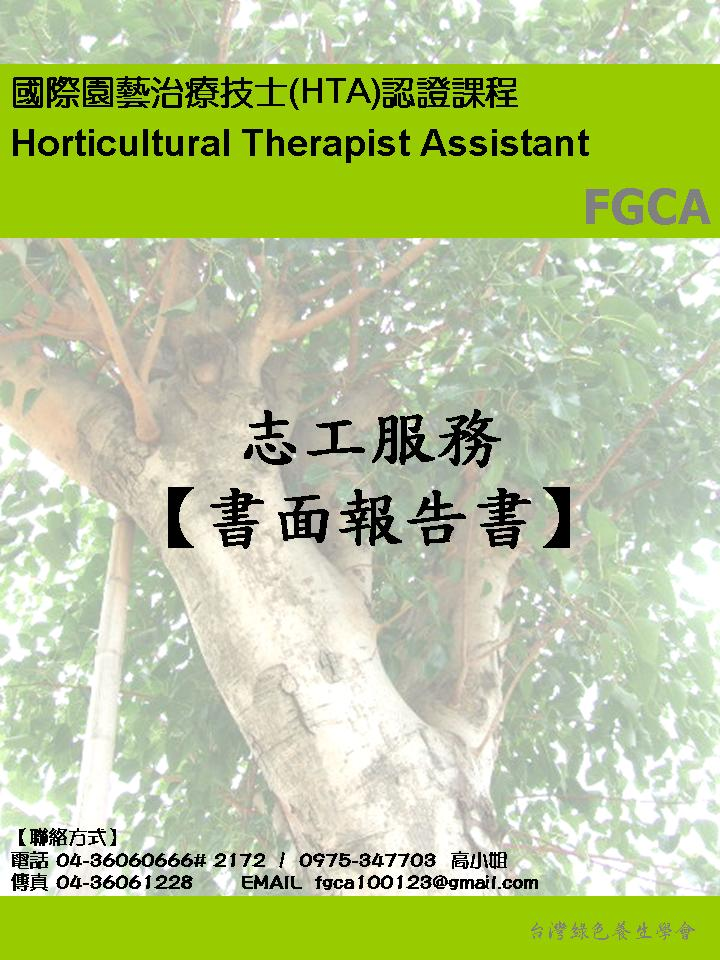 國際園藝治療技士(HTA)認證課程
Horticultural Therapist Assistant
FGCA
志工服務
【書面報告書】
【聯絡方式】
電話 04-36060666# 2172 / 0975-347703 高小姐
傳真 04-36061228 EMAIL fgca100123@gmail.com
台灣綠色養生學會